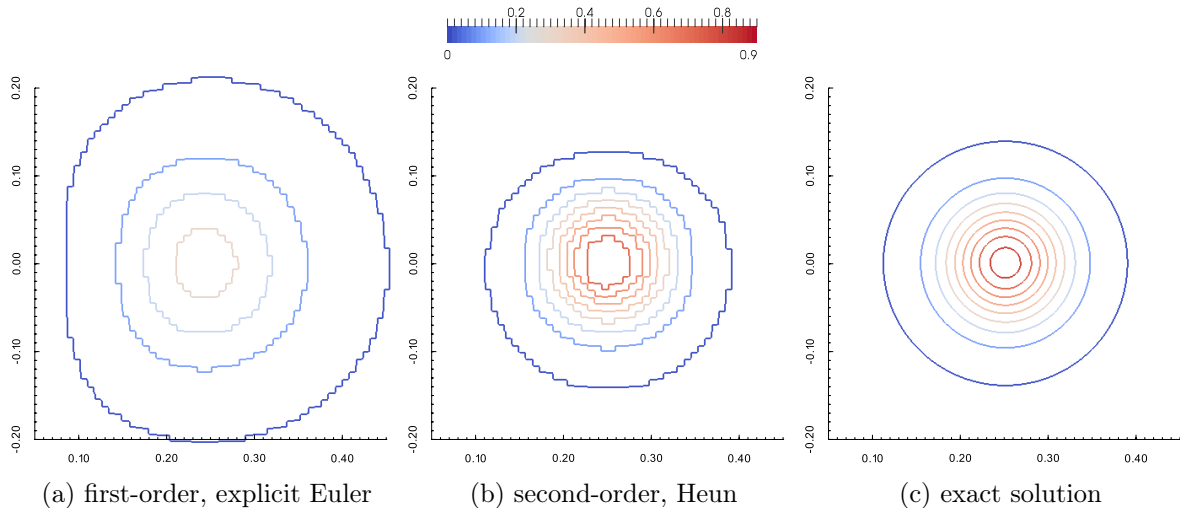 0.2 0.4 0.6 0.8
0 0.9
0.20 0.20 0.20
0.10 0.10 0.10
0.00 0.00 0.00
-0.10 -0.10 -0.10
-0.20 -0.20 -0.20
0.10 0.20 0.30 0.40 0.10 0.20 0.30 0.40 0.10 0.20 0.30 0.40
(a) first-order, explicit Euler (b) second-order, Heun (c) exact solution